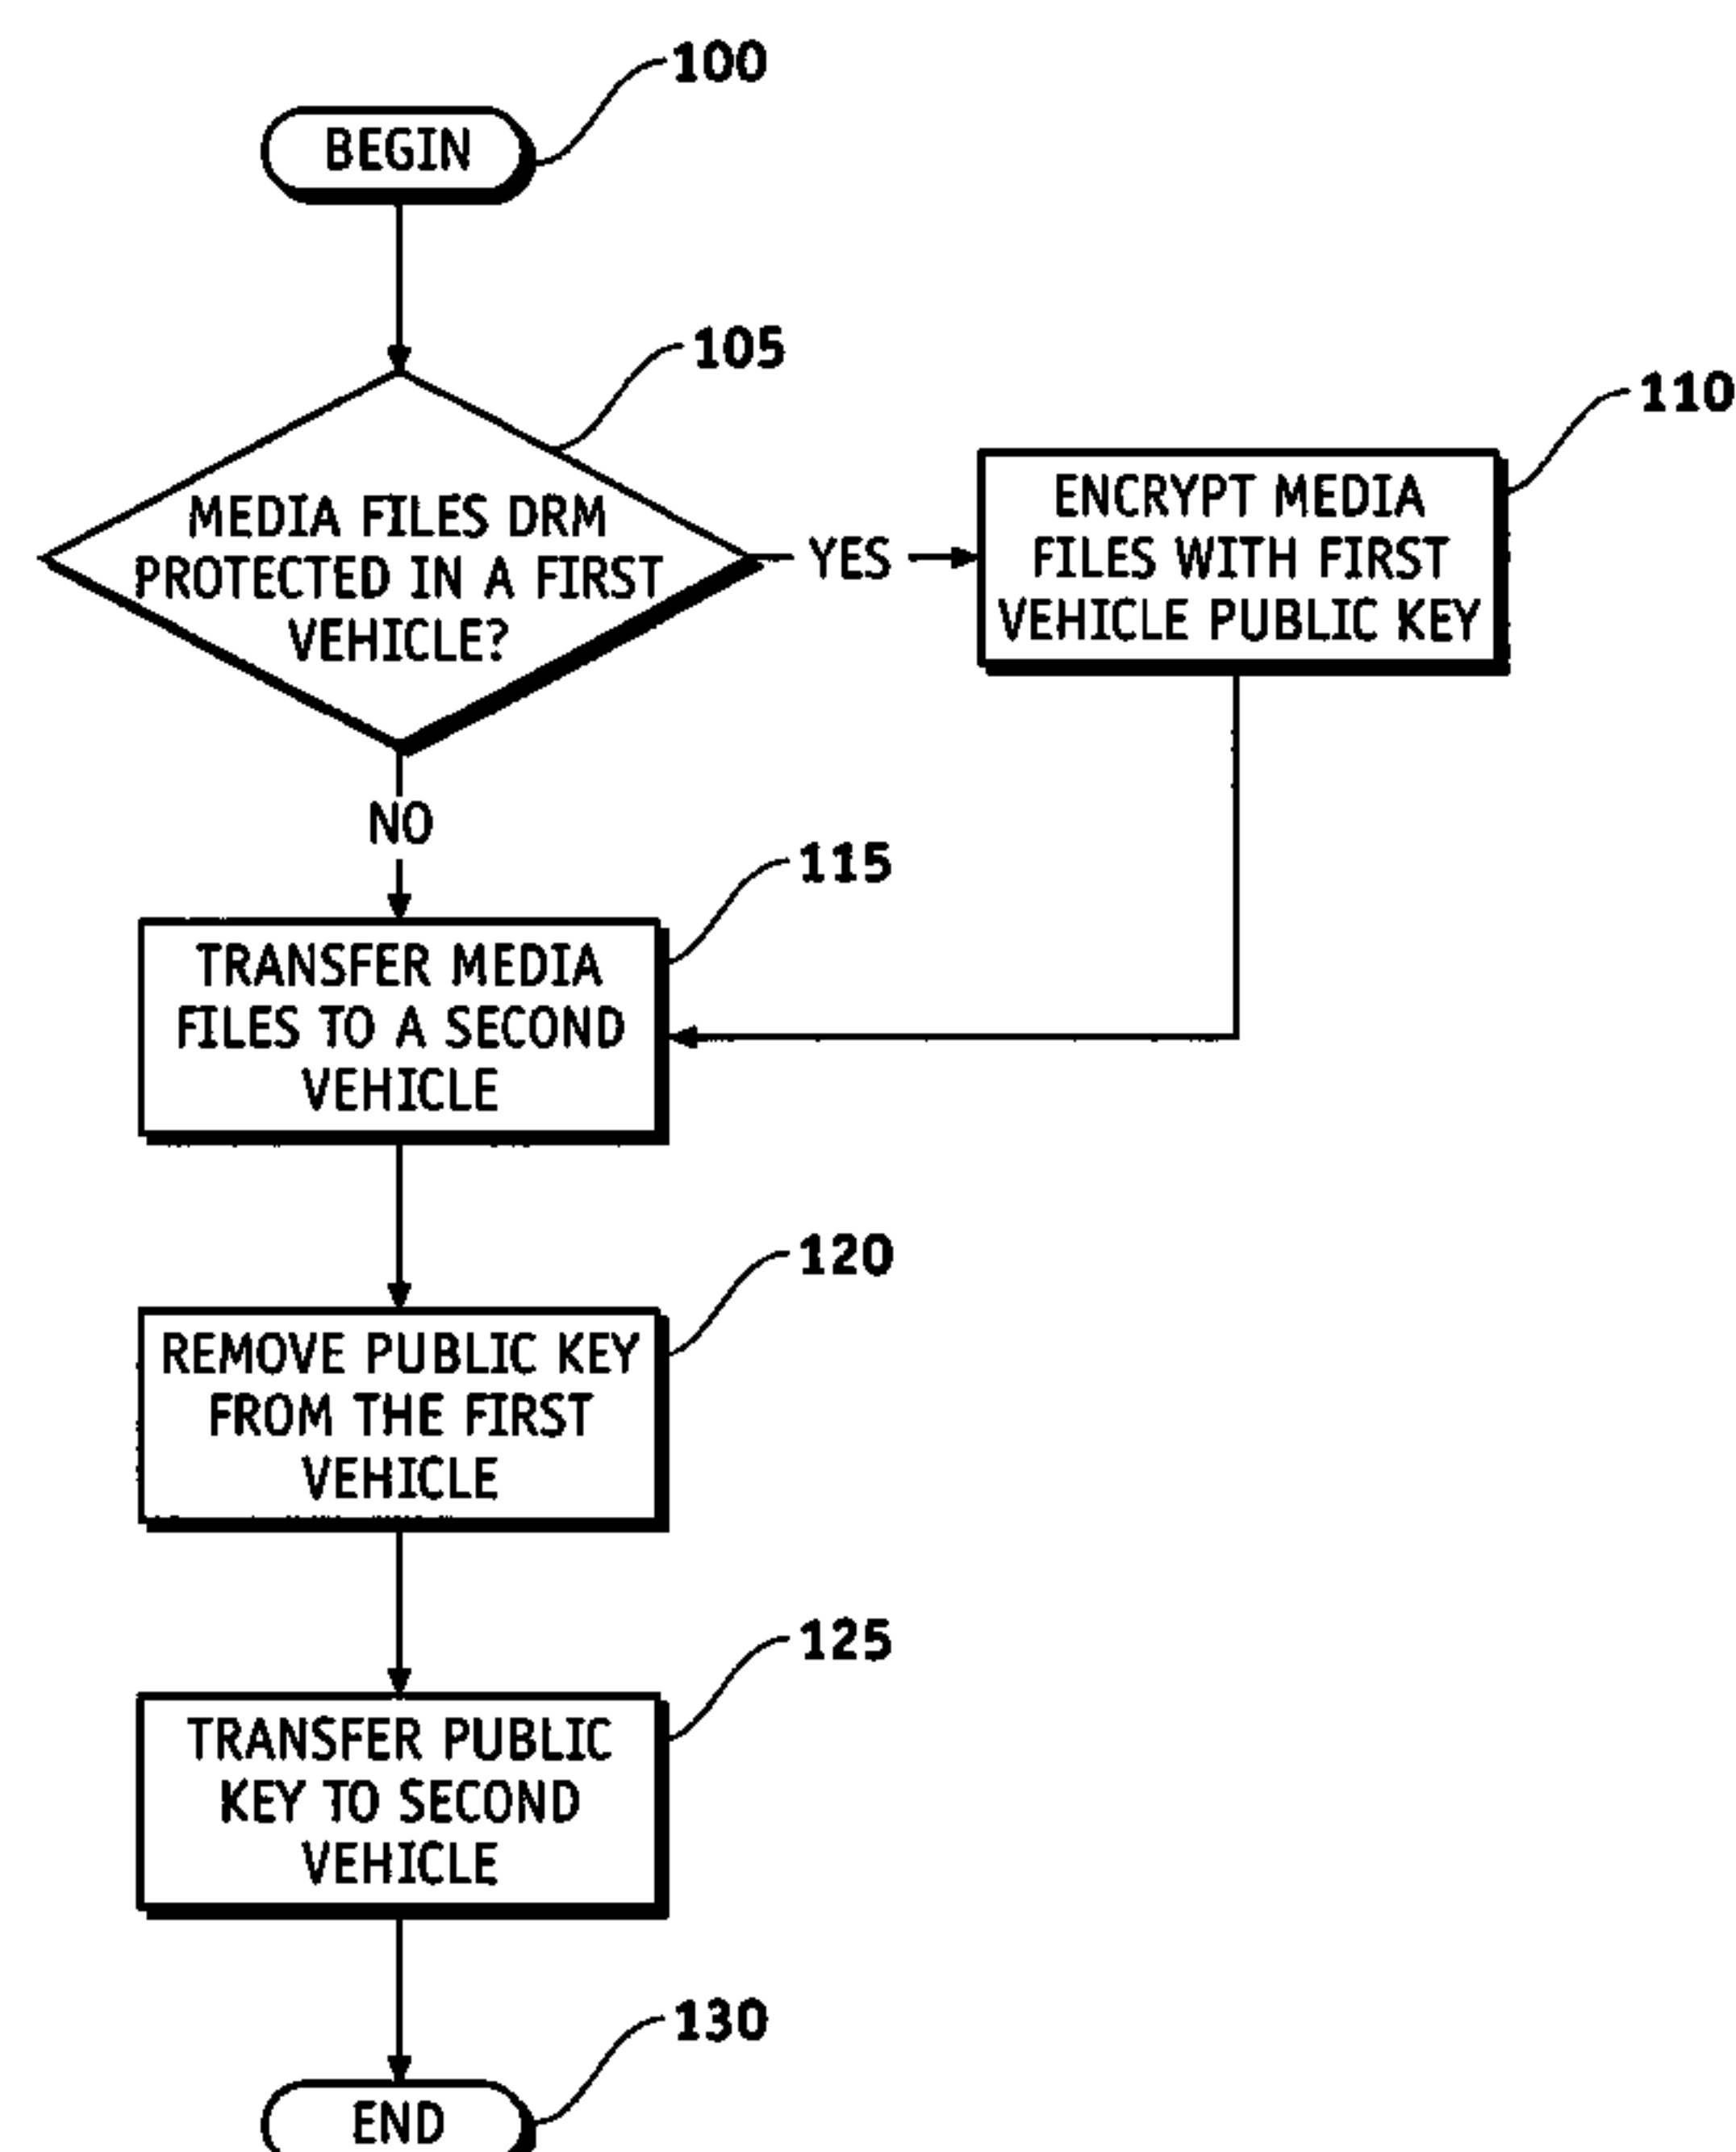 100
BEGIN
105
MEDIA FILES DRM
PROTECTED IN A FIRST
VEHICLE?
YES
110
ENCRYPT MEDIA
FILES WITH FIRST
VEHICLE PUBLIC KEY
NO
115
TRANSFER MEDIA
FILES TO A SECOND
VEHICLE
120
REMOVE PUBLIC KEY
FROM THE FIRST
VEHICLE
125
TRANSFER PUBLIC
KEY TO SECOND
VEHICLE
130
END